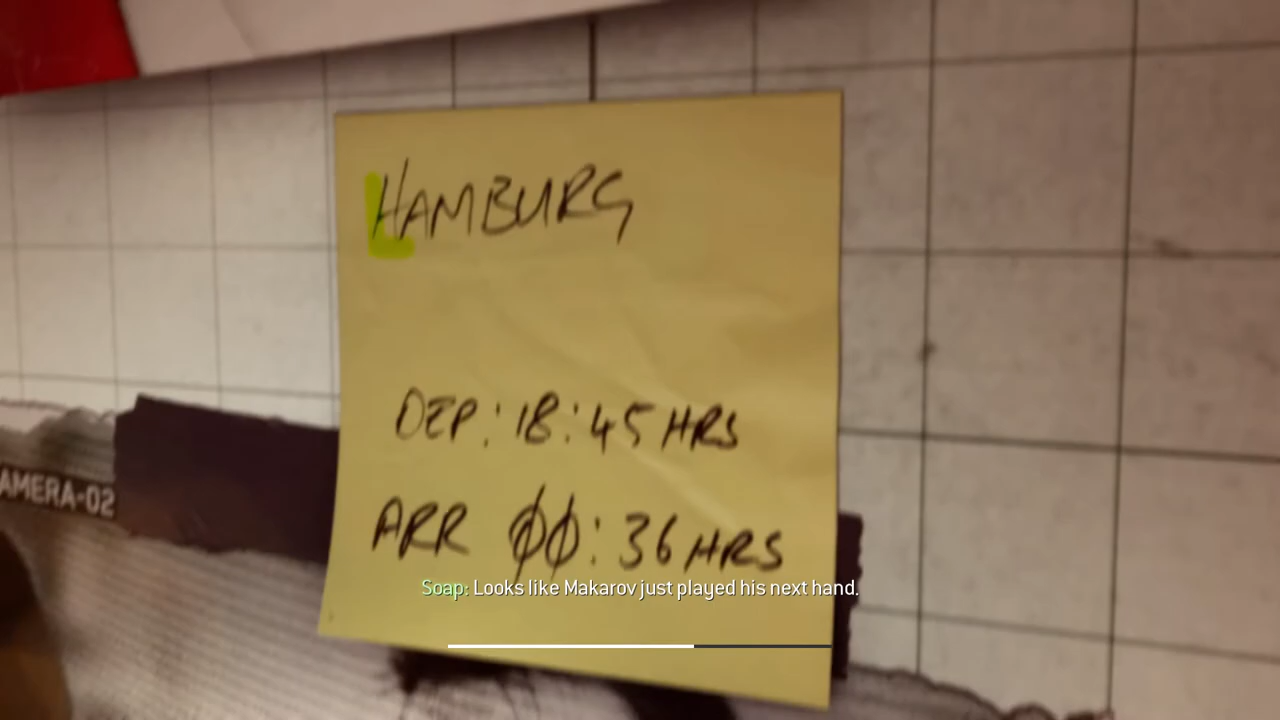 HAMBURG
DEP: 18:45 HRS
AMERA-02
ARR 00: 36 HRS
Soap: Looks like Makarov just played his next hand.